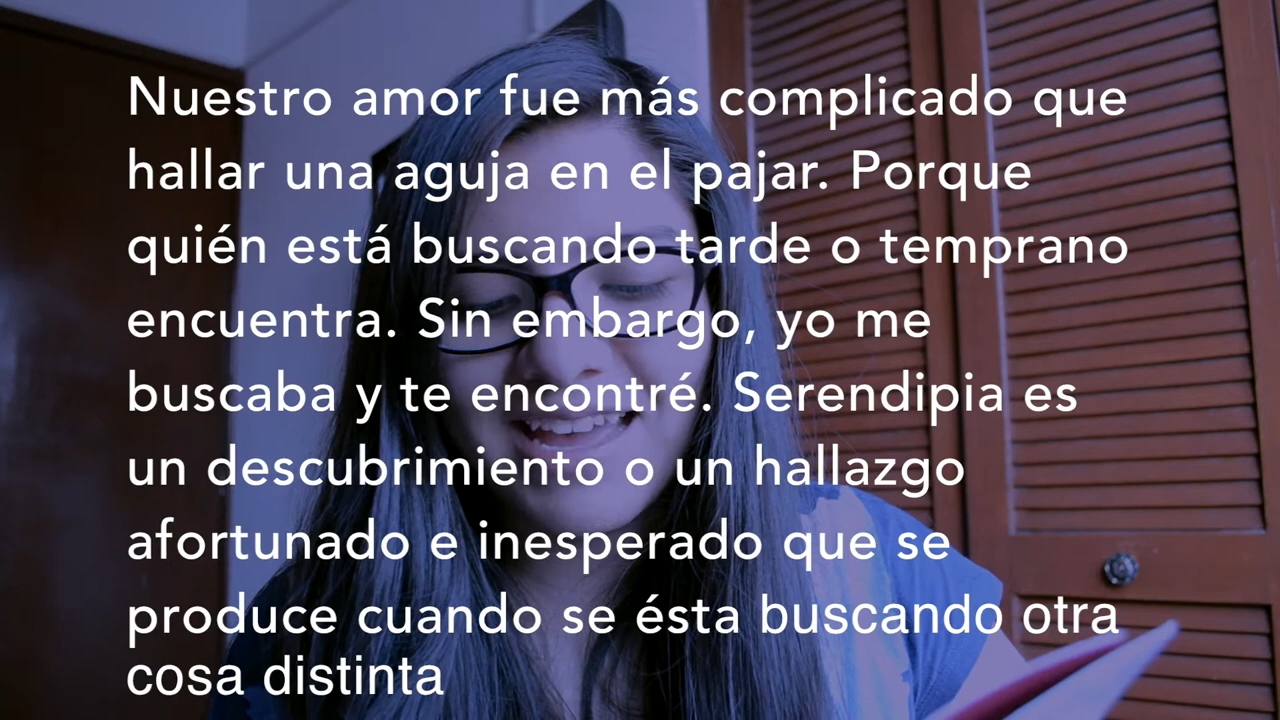 Nuestro amor fue más complicado que
hallar una aguja en el pajar. Porque
quién está buscando tarde o temprano
encuentra. Sin embargo, yo me
buscaba y te encontré. Serendipia es
un descubrimiento o un hallazgo
afortunado e inesperado que se
produce cuando se ésta buscando otra
cosa distinta